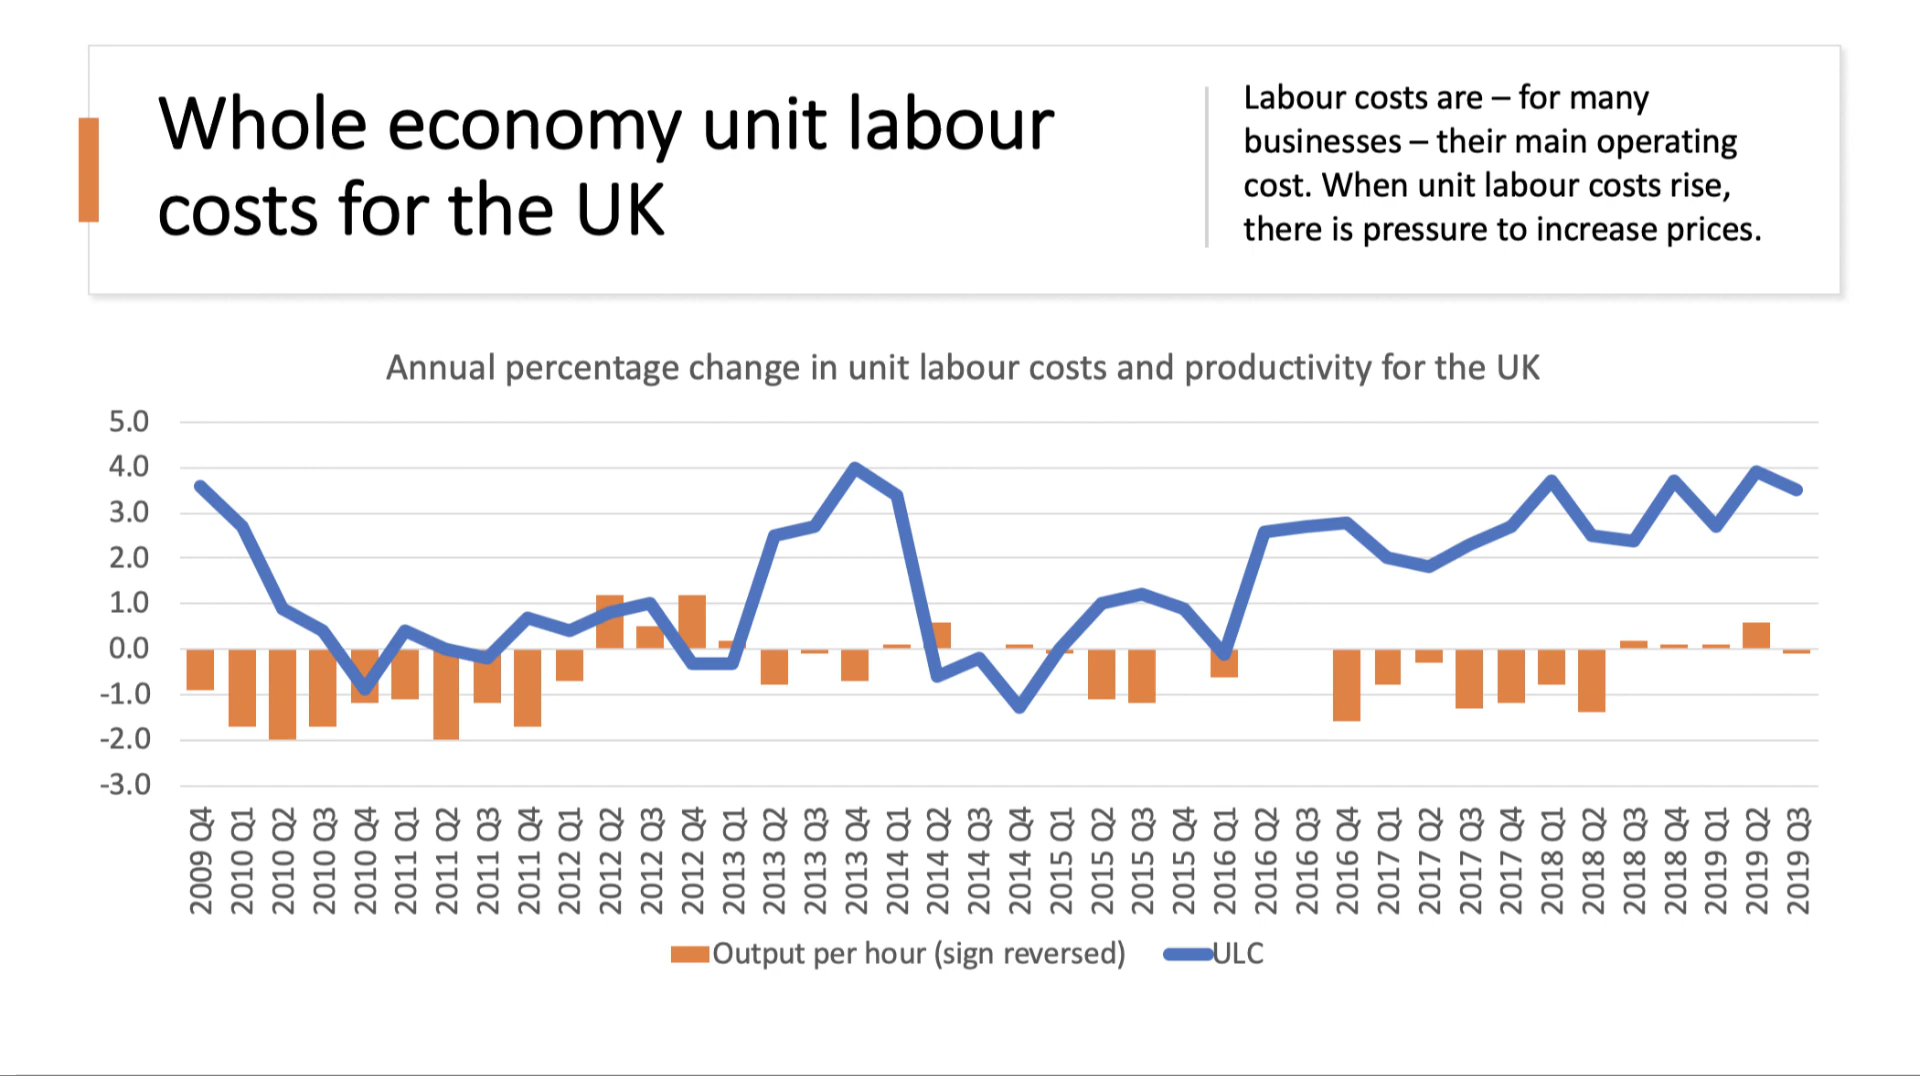 Whole economy unit labour
costs for the UK
Labour costs are – for many
businesses – their main operating
cost. When unit labour costs rise,
there is pressure to increase prices.
Annual percentage change in unit labour costs and productivity for the UK
5.0
4.0
3.0
2.0
1.0
0.0
-1.0
-2.0
-3.0
2009 Q4
2010 Q1
2010 Q2
2010 Q3
2010 Q4
2011 Q1
2011 Q2
2011 Q3
2011 Q4
2012 Q1
2012 Q2
2012 Q3
2012 Q4
2013 Q1
2013 Q2
2013 Q3
2013 Q4
2014 Q1
2014 Q2
2014 Q3
2014 Q4
2015 Q1
2015 Q2
2015 Q3
2015 Q4
2016 Q1
2016 Q2
2016 Q3
2016 Q4
2017 Q1
2017 Q2
2017 Q3
2017 Q4
2018 Q1
2018 Q2
2018 Q3
2018 Q4
2019 Q1
2019 Q2
2019 Q3
Output per hour (sign reversed)
ULC